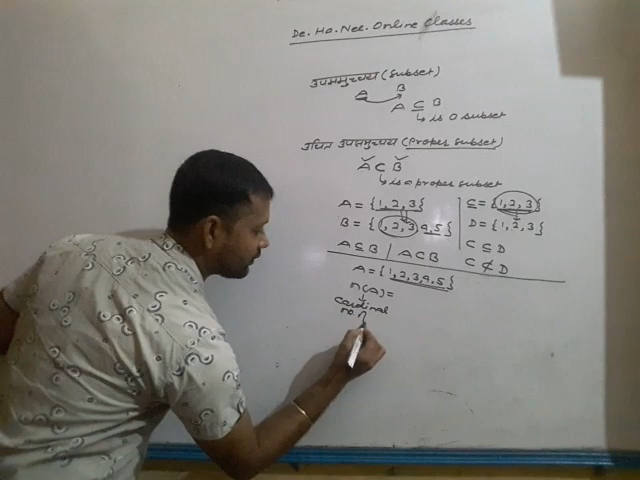 De. Ho. Nee. Online Classes
उपसमुच्चय (Subset)
A B
A ⊆ B
↳ is a subset
उचित उपसमुच्चय (Proper subset)
A ⊂ B
↳ is a proper subset
A = {1,2,3}
B = {1,2,3,4,5}
A ⊆ B | A ⊂ B
C = {1,2,3}
D = {1,2,3}
C ⊆ D
C ⊄ D
A = {1,2,3,4,5}
n(A) =
Cardinal
no.